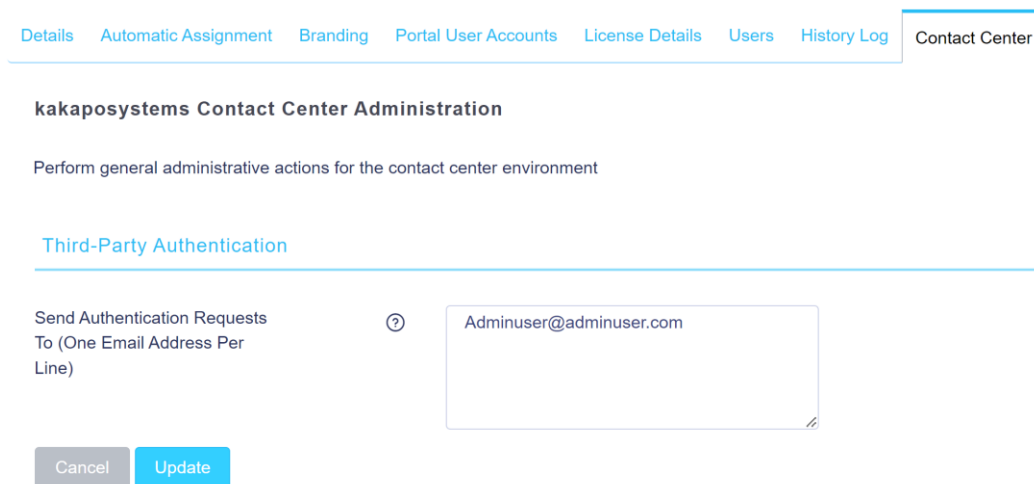 Details Automatic Assignment Branding Portal User Accounts License Details Users History Log Contact Center
kakaposystems Contact Center Administration
Perform general administrative actions for the contact center environment
Third-Party Authentication
Send Authentication Requests
To (One Email Address Per
Line)
?
Adminuser@adminuser.com
Cancel Update